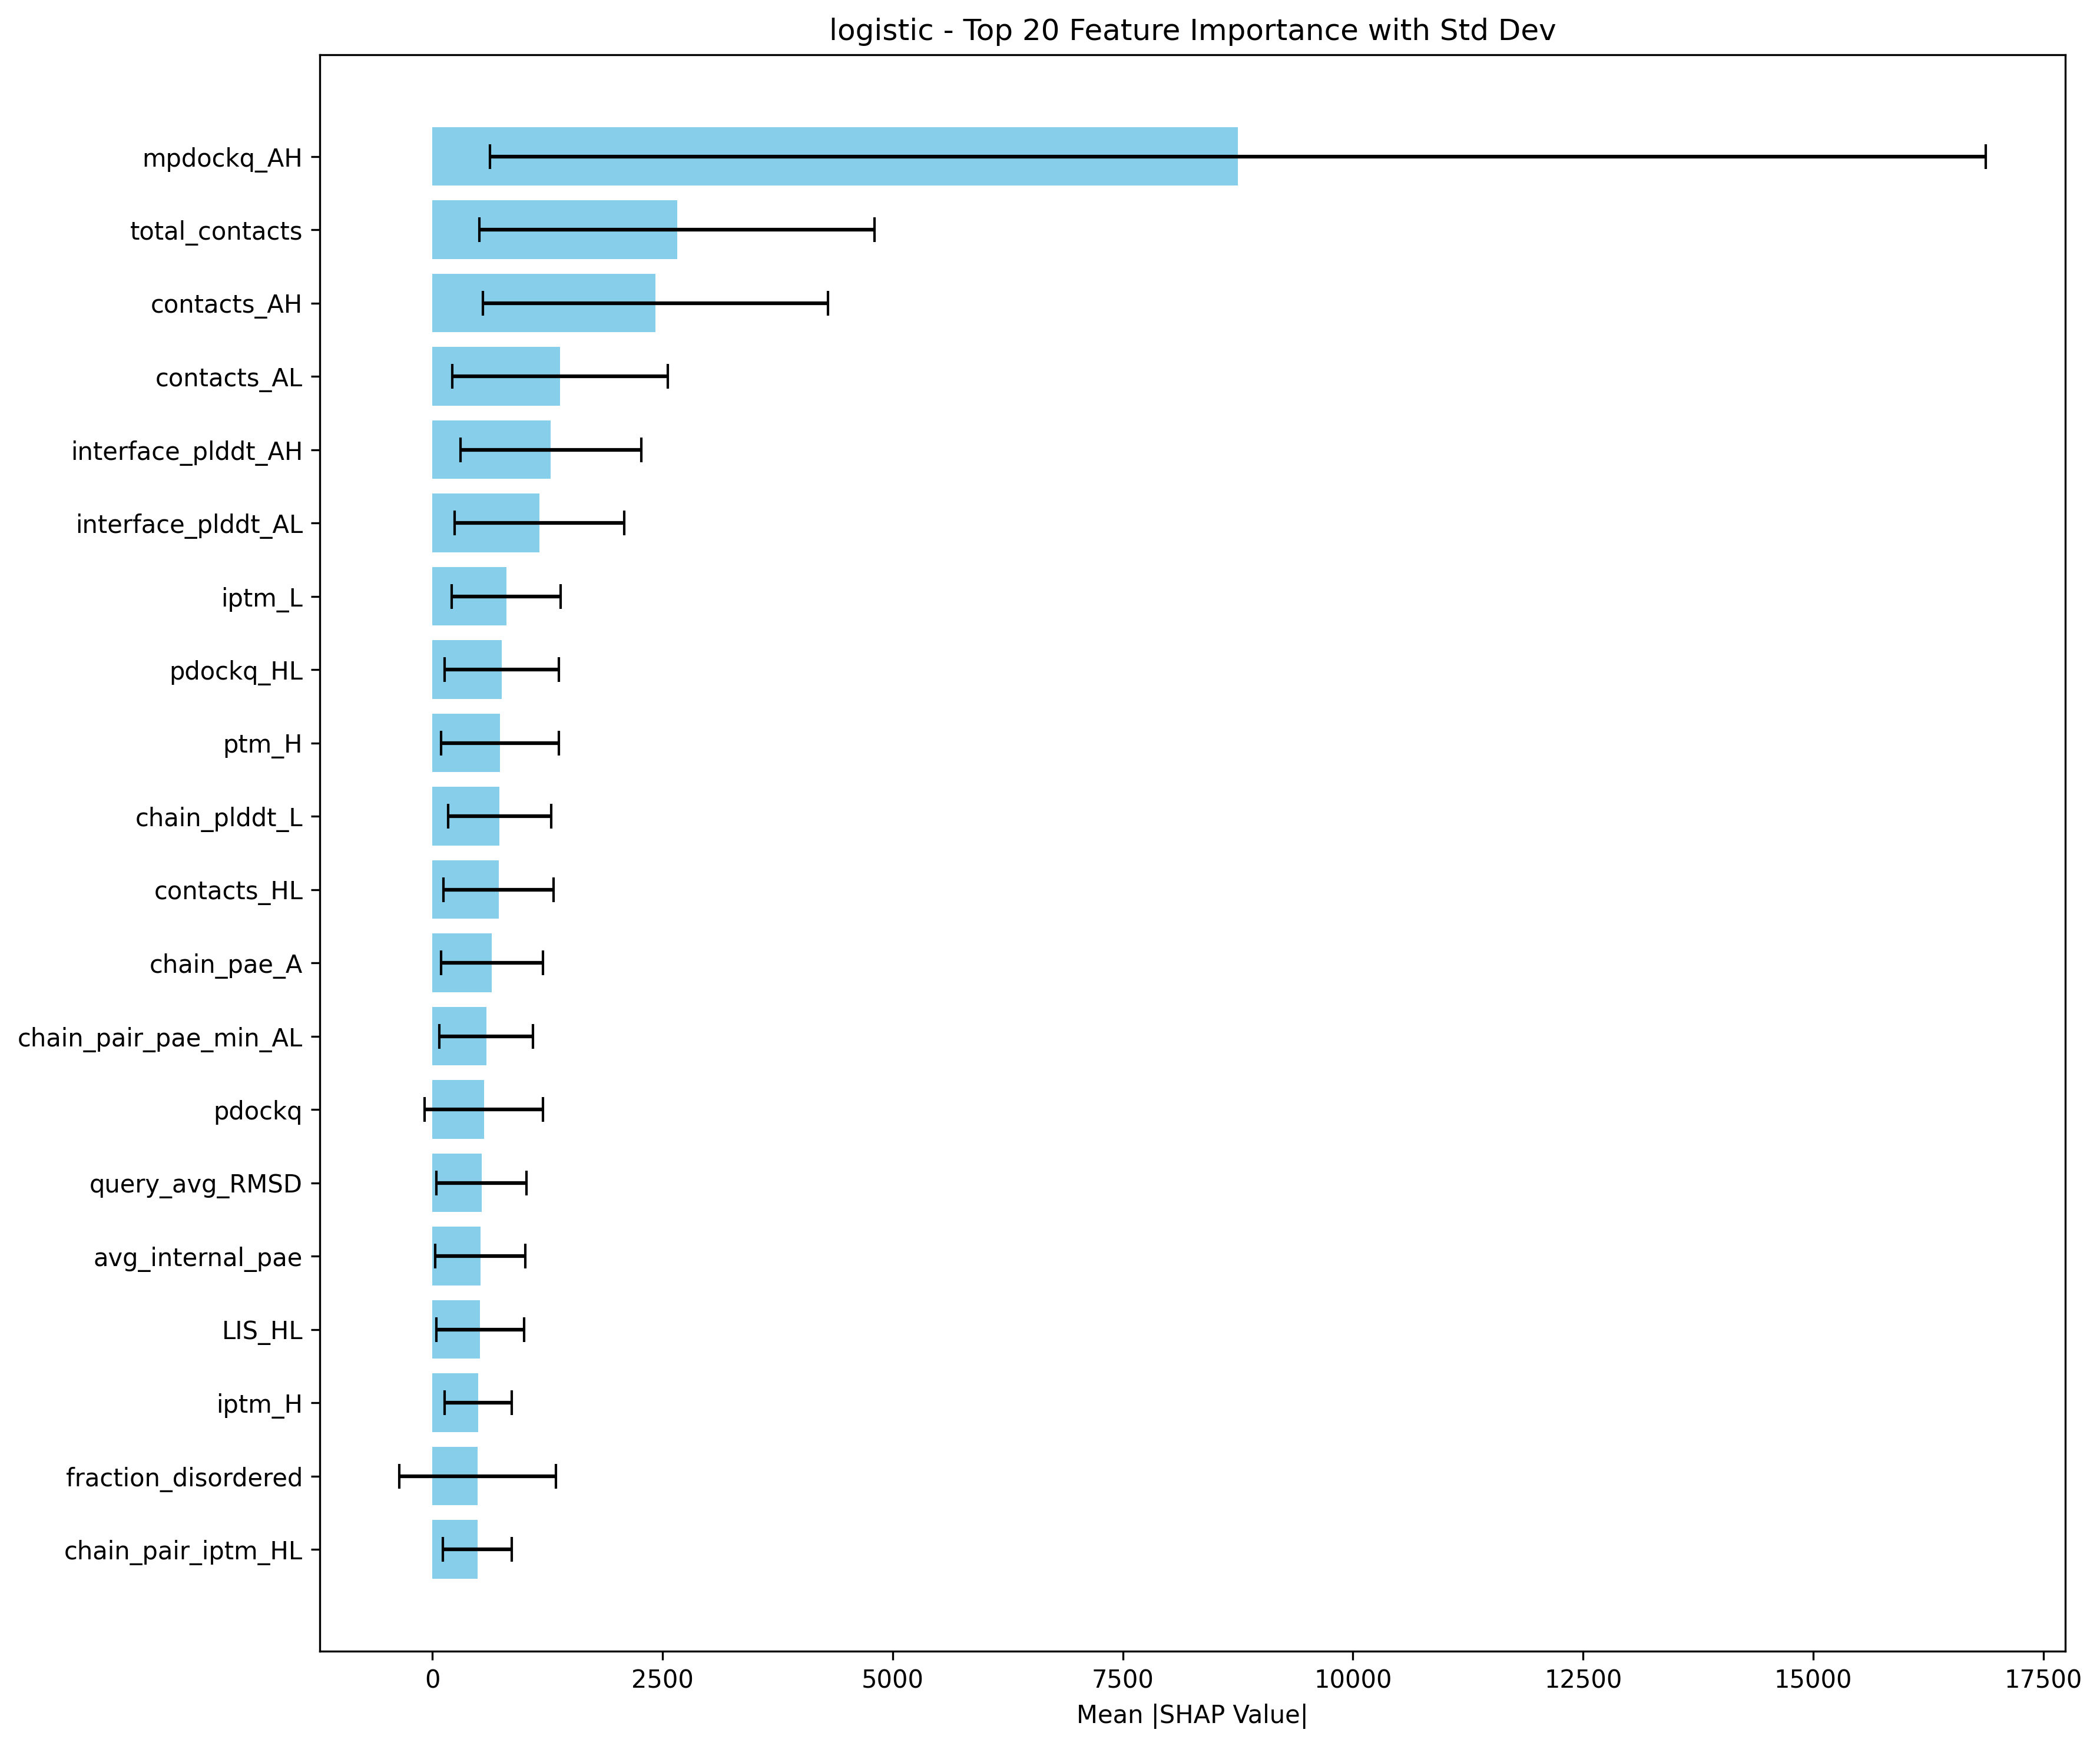 logistic - Top 20 Feature Importance with Std Dev
mpdockq_AH
total_contacts
contacts_AH
contacts_AL
interface_plddt_AH
interface_plddt_AL
iptm_L
pdockq_HL
ptm_H
chain_plddt_L
contacts_HL
chain_pae_A
chain_pair_pae_min_AL
pdockq
query_avg_RMSD
avg_internal_pae
LIS_HL
iptm_H
fraction_disordered
chain_pair_iptm_HL
0 2500 5000 7500 10000 12500 15000 17500
Mean |SHAP Value|